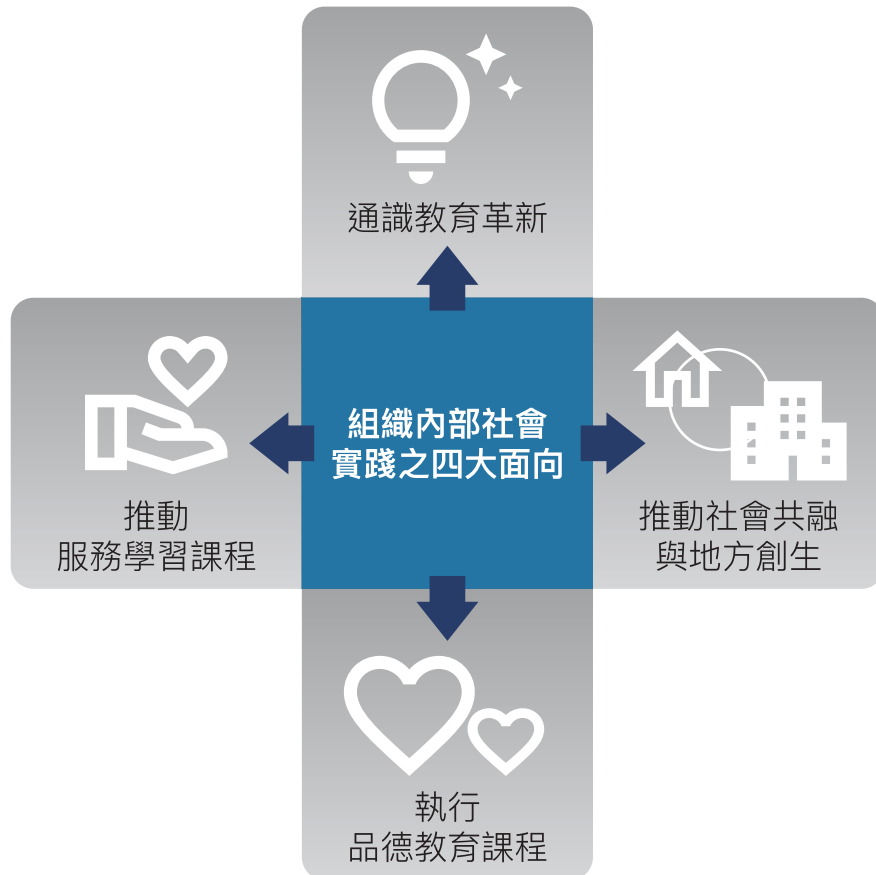 通識教育革新
組織內部社會
實踐之四大面向
推動
服務學習課程
推動社會共融
與地方創生
執行
品德教育課程